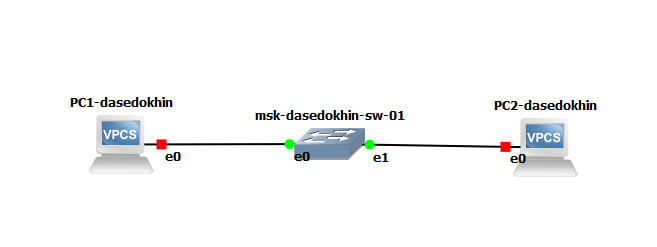 PC1-dasedokhin
VPCS
e0
msk-dasedokhin-sw-01
e0
e1
PC2-dasedokhin
VPCS
e0